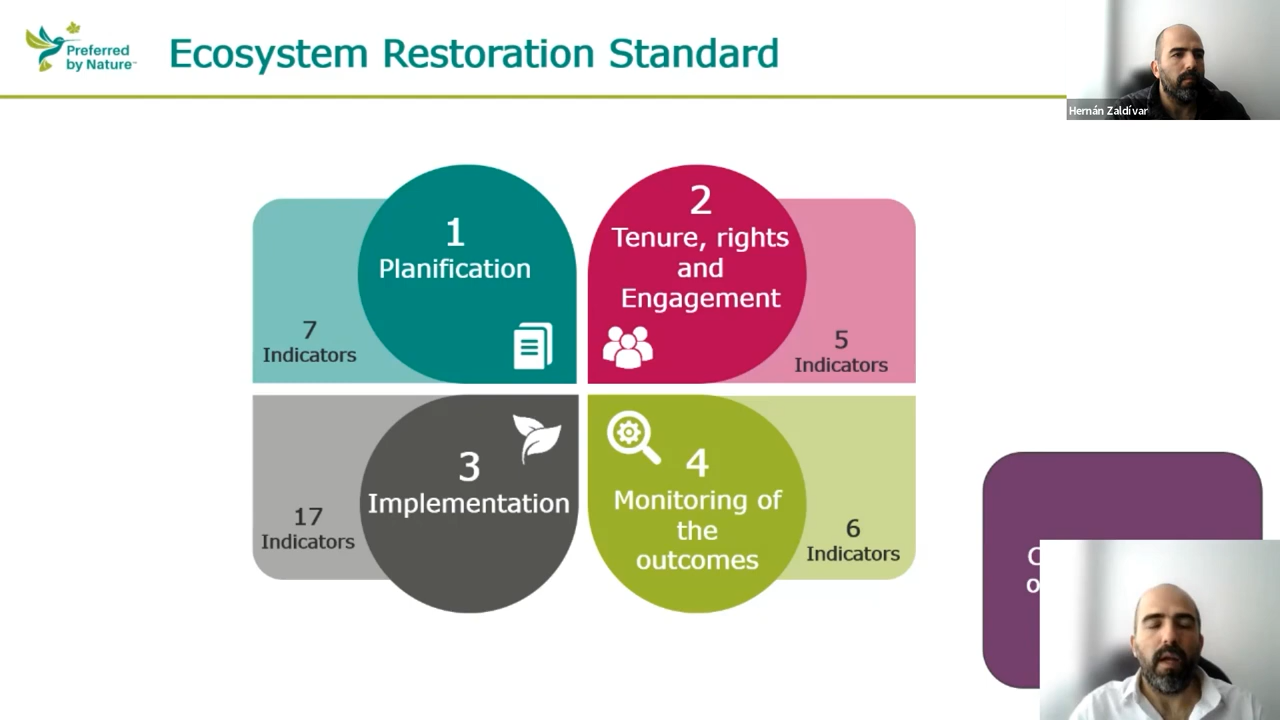 Preferred
by Nature™
Ecosystem Restoration Standard
Hernán Zaldívar
1
Planification
7
Indicators
2
Tenure, rights
and
Engagement
5
Indicators
3
Implementation
17
Indicators
4
Monitoring of
the
outcomes
6
Indicators